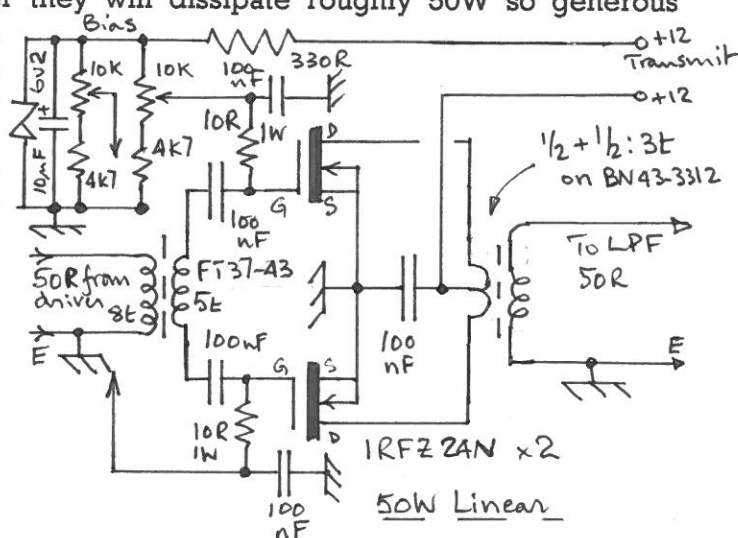 r they will dissipate roughly 50W so generous
Bias
+12
Transmit
6V2
10K
10K
100
nF
330R
+12
10R
1W
D
1/2 + 1/2 : 3t
on BN43-3312
+
10μF
4K7
4K7
G
S
100
nF
To LPF
50R
50R from
driver
8t
FT37-43
5t
E
100nF
100
nF
E
G
S
10R
1W
D
IRFZ24N x2
100
nF
50W Linear